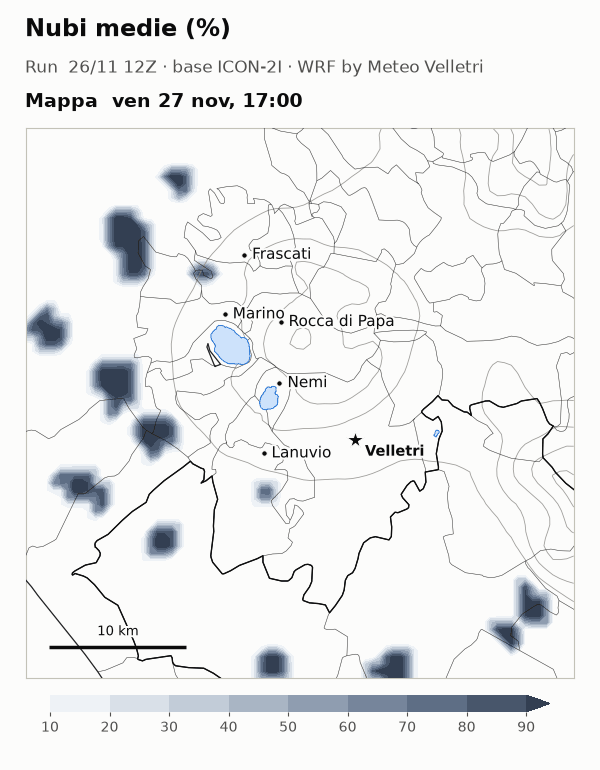 Nubi medie (%)
Run  26/11 12Z · base ICON-2I · WRF by Meteo Velletri
Mappa  ven 27 nov, 17:00
Frascati
Marino
Rocca di Papa
Nemi
Velletri
Lanuvio
10 km
10 20 30 40 50 60 70 80 90